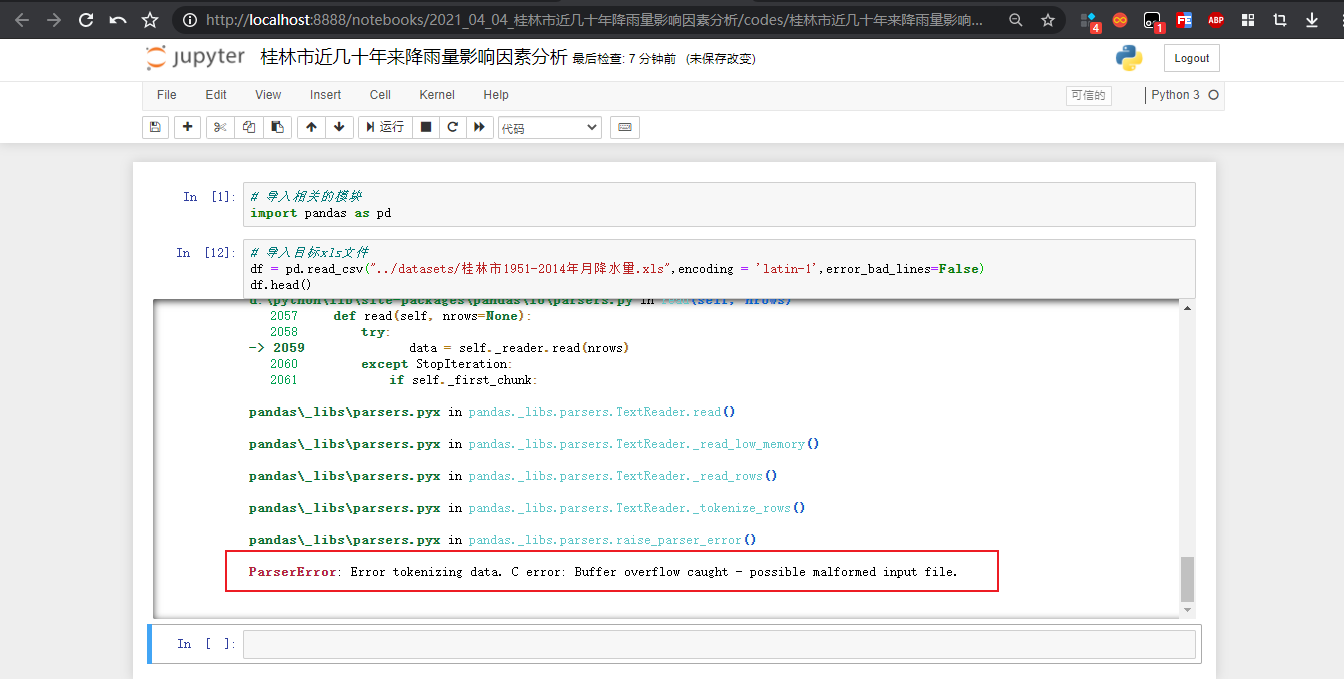 http://localhost:8888/notebooks/2021_04_04_桂林市近几十年降雨量影响因素分析/codes/桂林市近几十年来降雨量影响...
4
1
FE
ABP
jupyter 桂林市近几十年来降雨量影响因素分析 最后检查: 7 分钟前 (未保存改变)
Logout
File Edit View Insert Cell Kernel Help
可信的
Python 3
运行
代码
In [1]:
# 导入相关的模块
import pandas as pd
In [12]:
# 导入目标xls文件
df = pd.read_csv("../datasets/桂林市1951-2014年月降水量.xls",encoding = 'latin-1',error_bad_lines=False)
df.head()
d:\python\lib\site-packages\pandas\io\parsers.py in read(self, nrows)
2057 def read(self, nrows=None):
2058 try:
-> 2059 data = self._reader.read(nrows)
2060 except StopIteration:
2061 if self._first_chunk:
pandas\_libs\parsers.pyx in pandas._libs.parsers.TextReader.read()
pandas\_libs\parsers.pyx in pandas._libs.parsers.TextReader._read_low_memory()
pandas\_libs\parsers.pyx in pandas._libs.parsers.TextReader._read_rows()
pandas\_libs\parsers.pyx in pandas._libs.parsers.TextReader._tokenize_rows()
pandas\_libs\parsers.pyx in pandas._libs.parsers.raise_parser_error()
ParserError: Error tokenizing data. C error: Buffer overflow caught - possible malformed input file.
In [ ]: